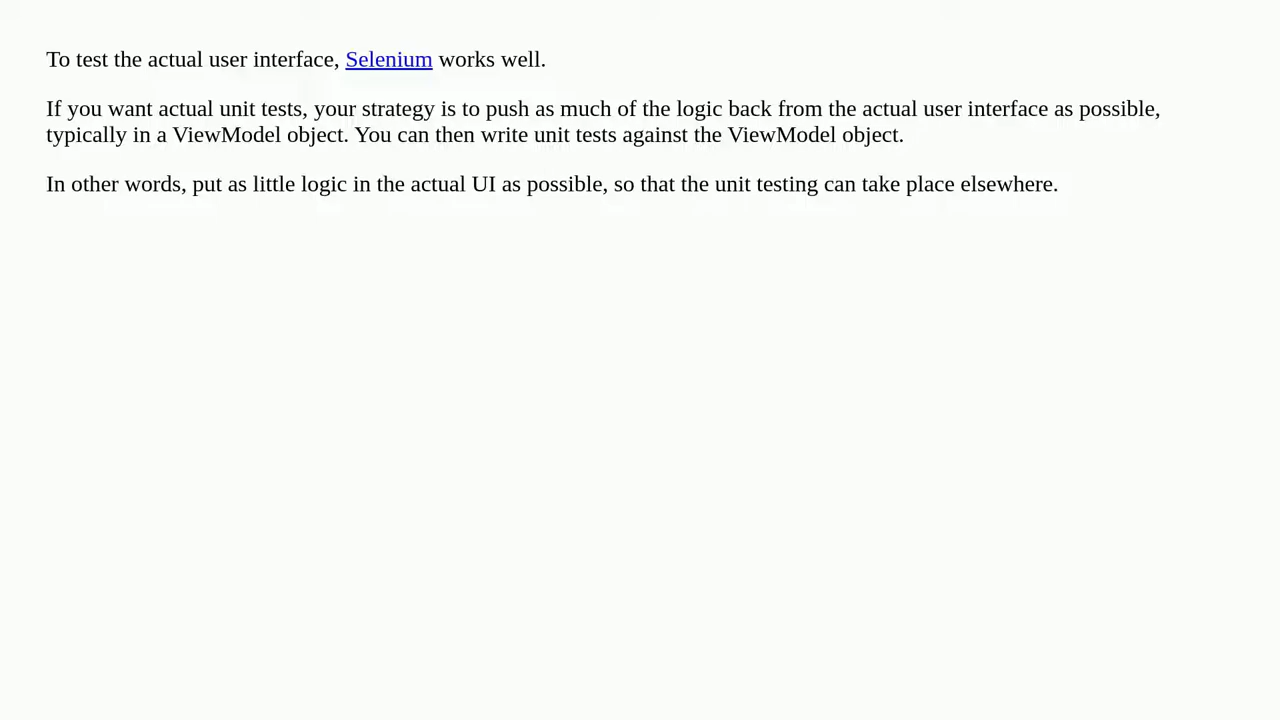 To test the actual user interface, Selenium works well.
If you want actual unit tests, your strategy is to push as much of the logic back from the actual user interface as possible,
typically in a ViewModel object. You can then write unit tests against the ViewModel object.
In other words, put as little logic in the actual UI as possible, so that the unit testing can take place elsewhere.